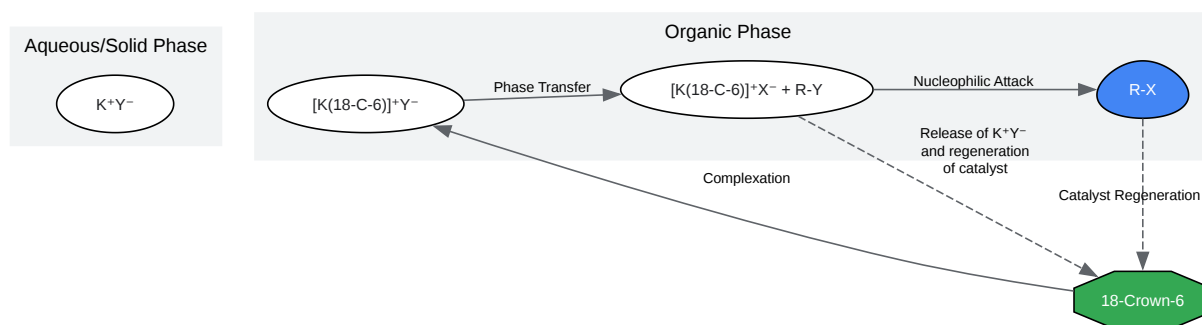 Aqueous/Solid Phase
K⁺Y⁻
Organic Phase
[K(18-C-6)]⁺Y⁻
Phase Transfer
[K(18-C-6)]⁺X⁻ + R-Y
Nucleophilic Attack
R-X
Release of K⁺Y⁻
and regeneration
of catalyst
Complexation
Catalyst Regeneration
18-Crown-6